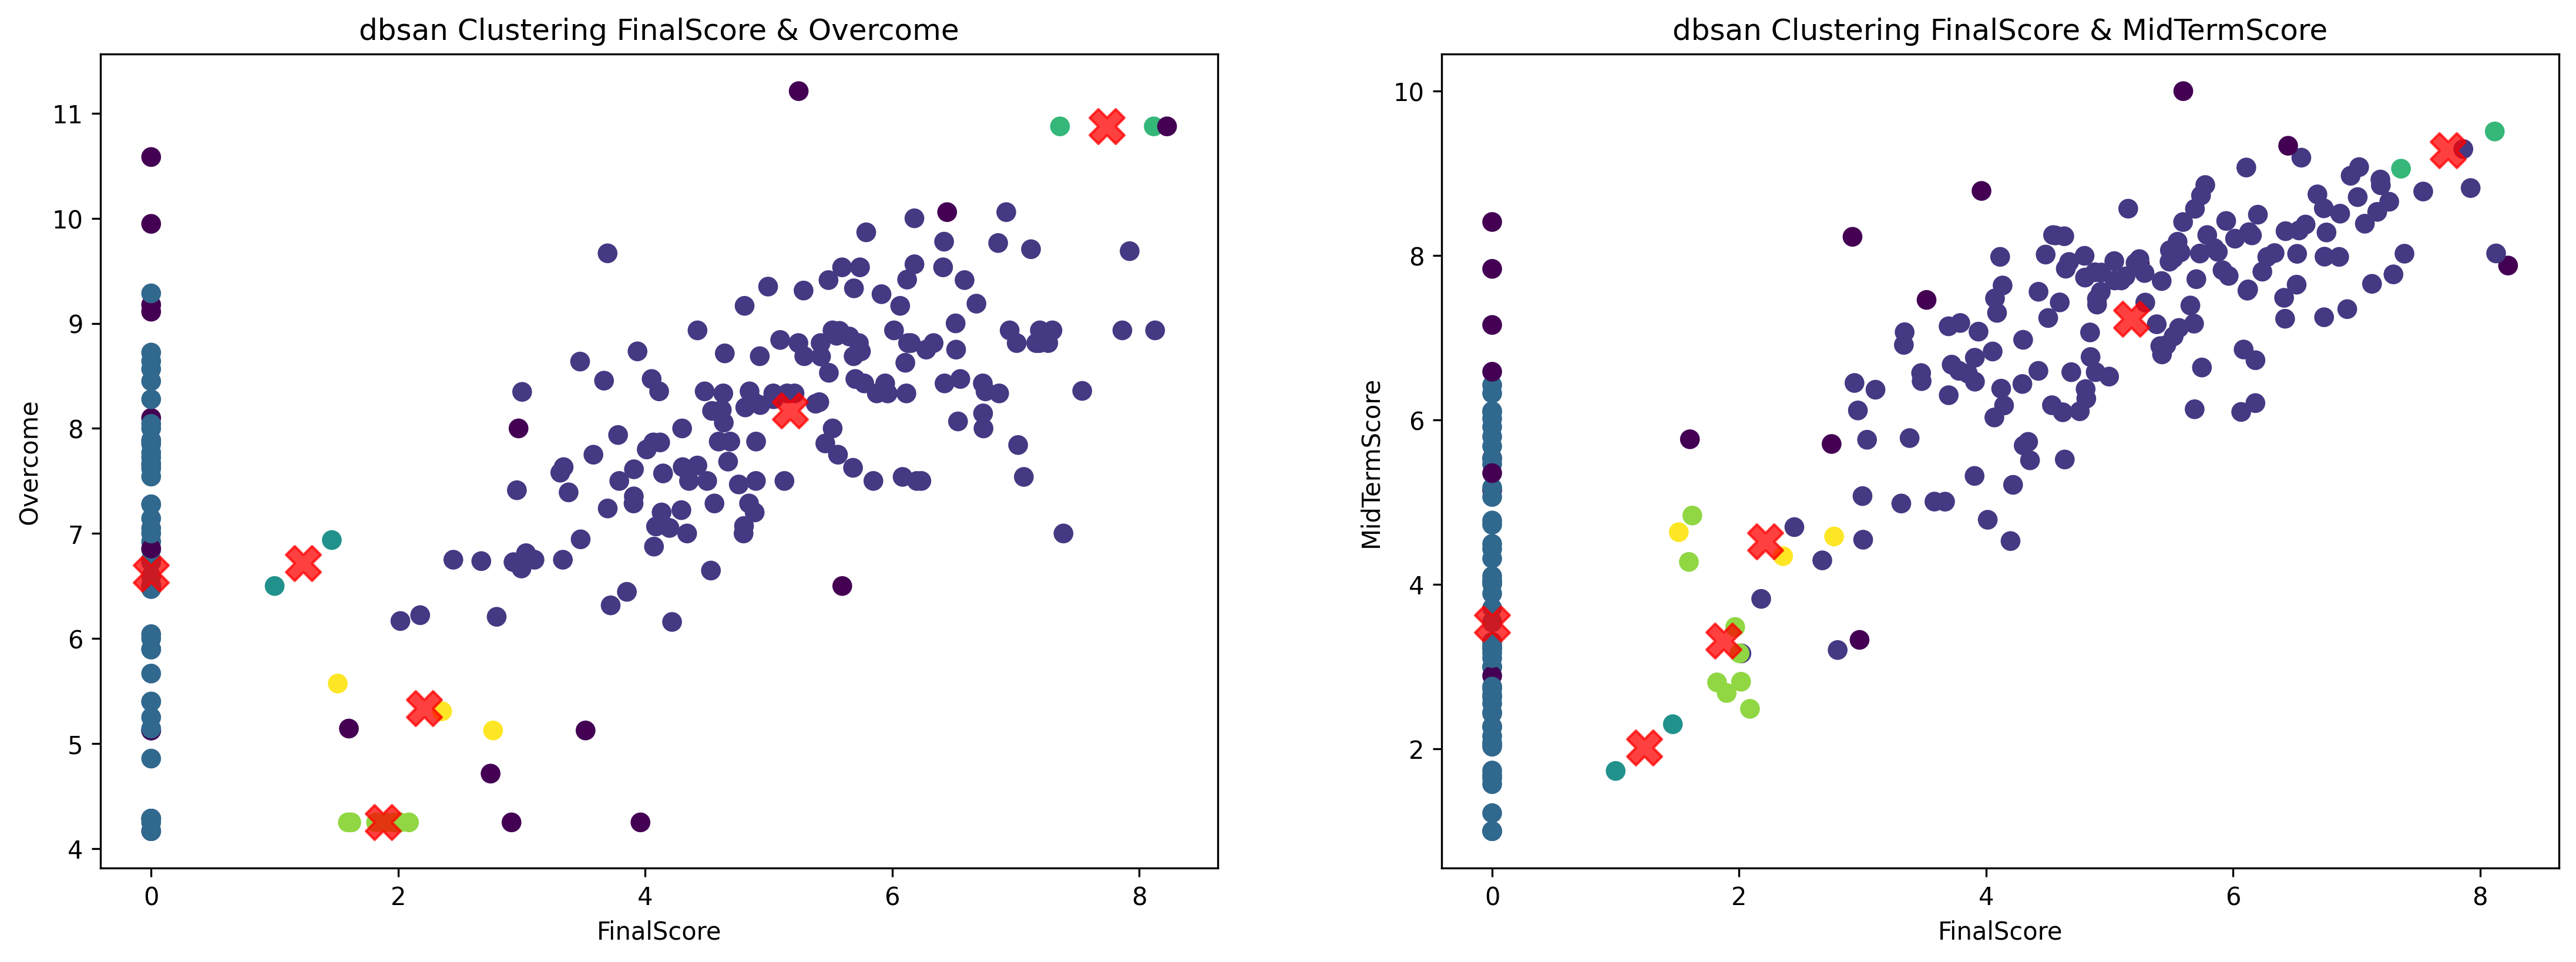 dbsan Clustering FinalScore & Overcome
11
10
9
8
7
6
5
4
Overcome
0 2 4 6 8
FinalScore
dbsan Clustering FinalScore & MidTermScore
10
8
6
4
2
MidTermScore
0 2 4 6 8
FinalScore